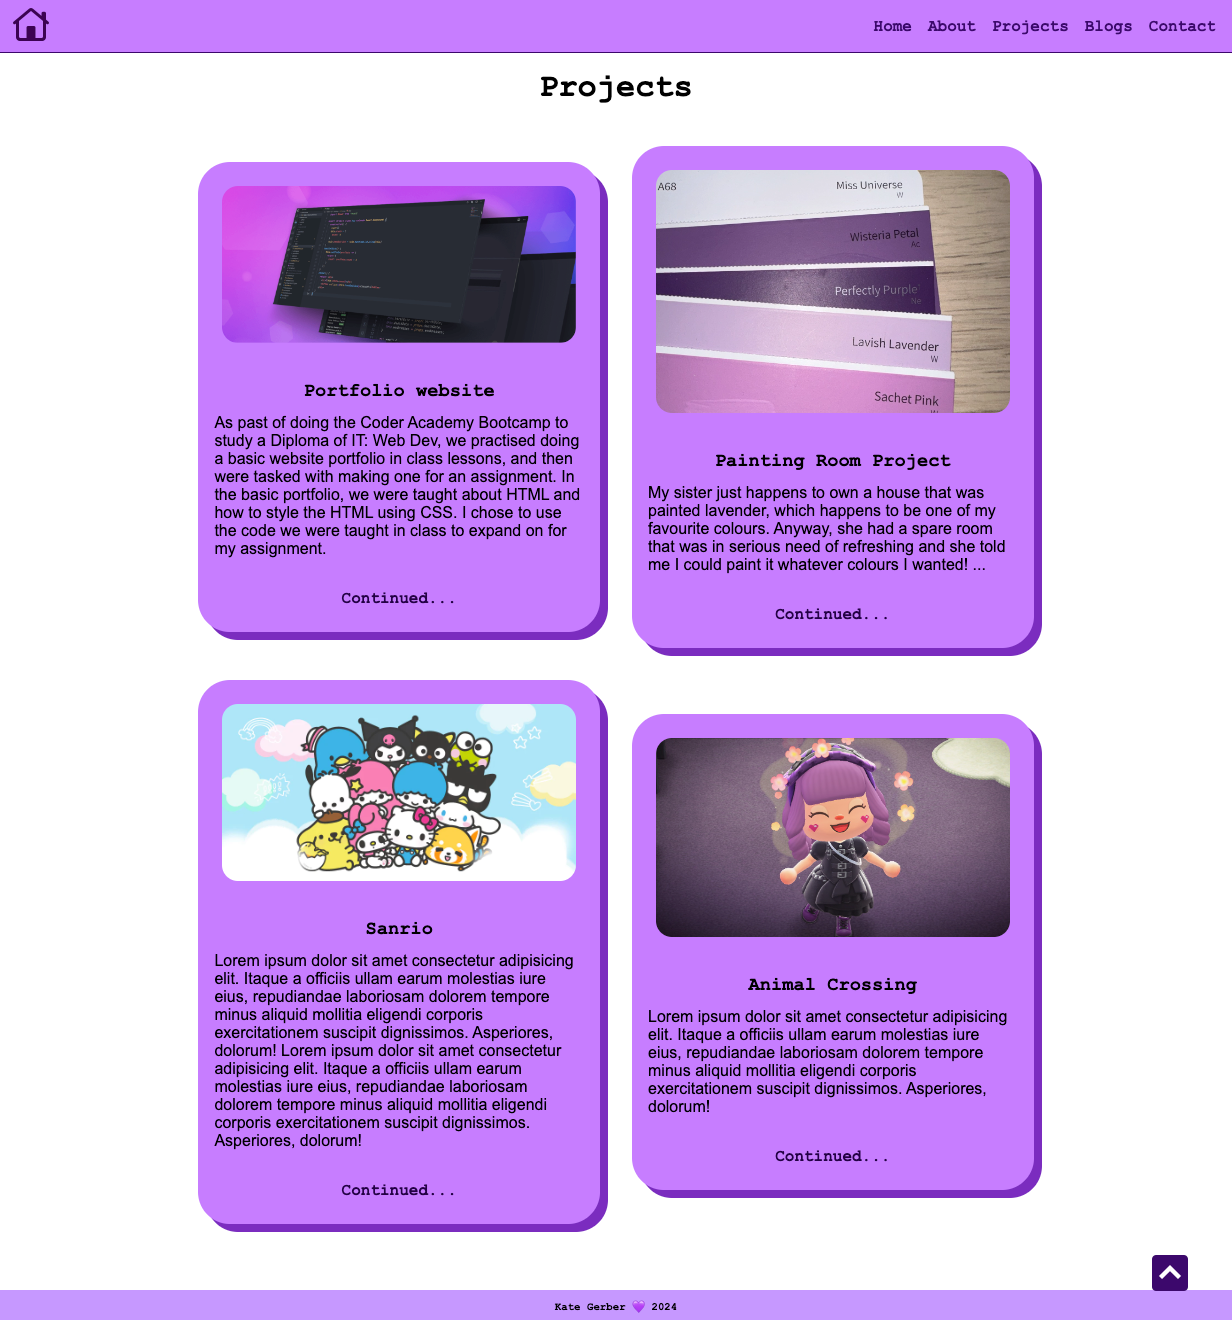 Home About Projects Blogs Contact
Projects
Portfolio website
As past of doing the Coder Academy Bootcamp to
study a Diploma of IT: Web Dev, we practised doing
a basic website portfolio in class lessons, and then
were tasked with making one for an assignment. In
the basic portfolio, we were taught about HTML and
how to style the HTML using CSS. I chose to use
the code we were taught in class to expand on for
my assignment.
Continued...
A68
Miss Universe
W
Wisteria Petal
Ac
Perfectly Purple
Ne
Lavish Lavender
W
Sachet Pink
Painting Room Project
My sister just happens to own a house that was
painted lavender, which happens to be one of my
favourite colours. Anyway, she had a spare room
that was in serious need of refreshing and she told
me I could paint it whatever colours I wanted! ...
Continued...
Sanrio
Lorem ipsum dolor sit amet consectetur adipisicing
elit. Itaque a officiis ullam earum molestias iure
eius, repudiandae laboriosam dolorem tempore
minus aliquid mollitia eligendi corporis
exercitationem suscipit dignissimos. Asperiores,
dolorum! Lorem ipsum dolor sit amet consectetur
adipisicing elit. Itaque a officiis ullam earum
molestias iure eius, repudiandae laboriosam
dolorem tempore minus aliquid mollitia eligendi
corporis exercitationem suscipit dignissimos.
Asperiores, dolorum!
Continued...
Animal Crossing
Lorem ipsum dolor sit amet consectetur adipisicing
elit. Itaque a officiis ullam earum molestias iure
eius, repudiandae laboriosam dolorem tempore
minus aliquid mollitia eligendi corporis
exercitationem suscipit dignissimos. Asperiores,
dolorum!
Continued...
Kate Gerber 💜 2024